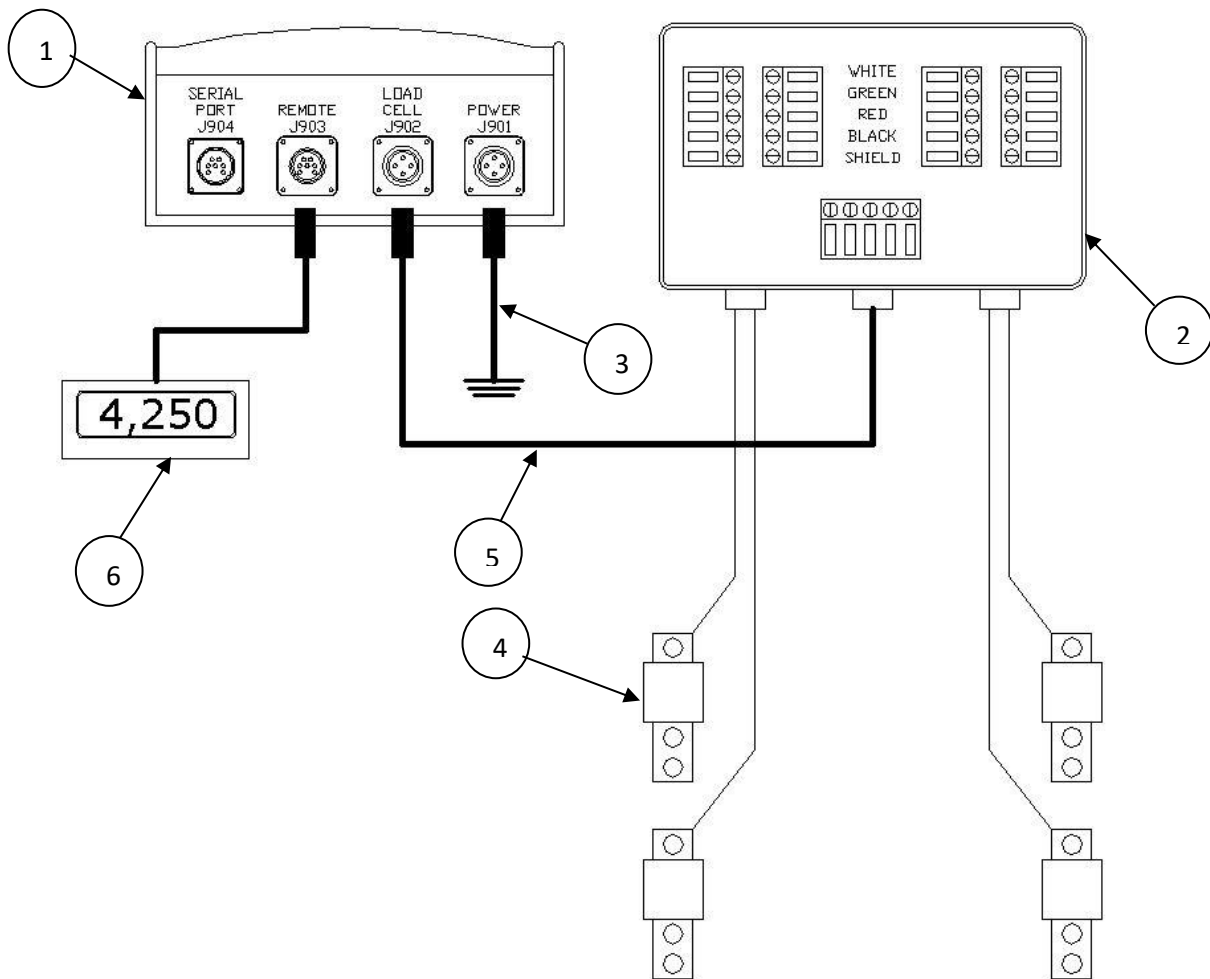 1
SERIAL
PORT
J904
REMOTE
J903
LOAD
CELL
J902
POWER
J901
WHITE
GREEN
RED
BLACK
SHIELD
2
3
4,250
5
6
4